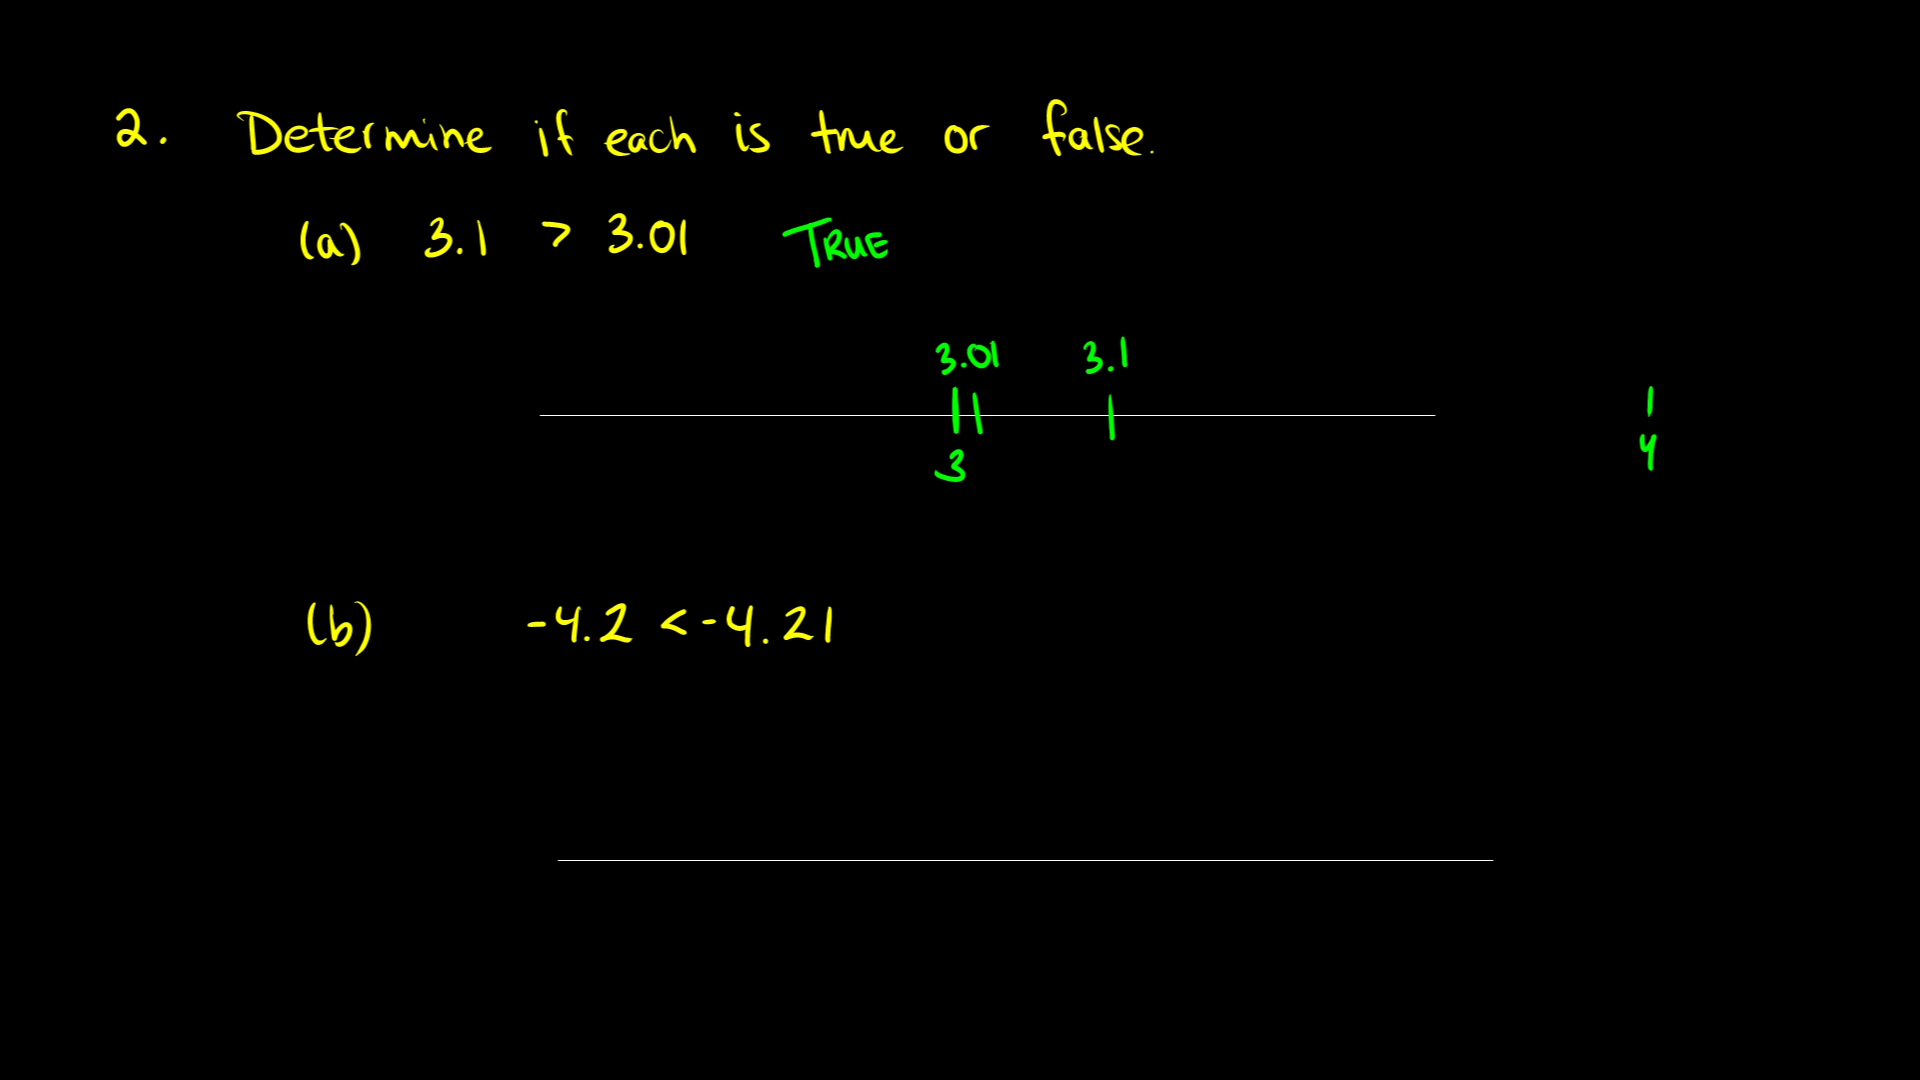 2. Determine if each is true or false.
(a) 3.1 > 3.01 TRUE
3.01 3.1
3 4
(b) -4.2 < -4.21